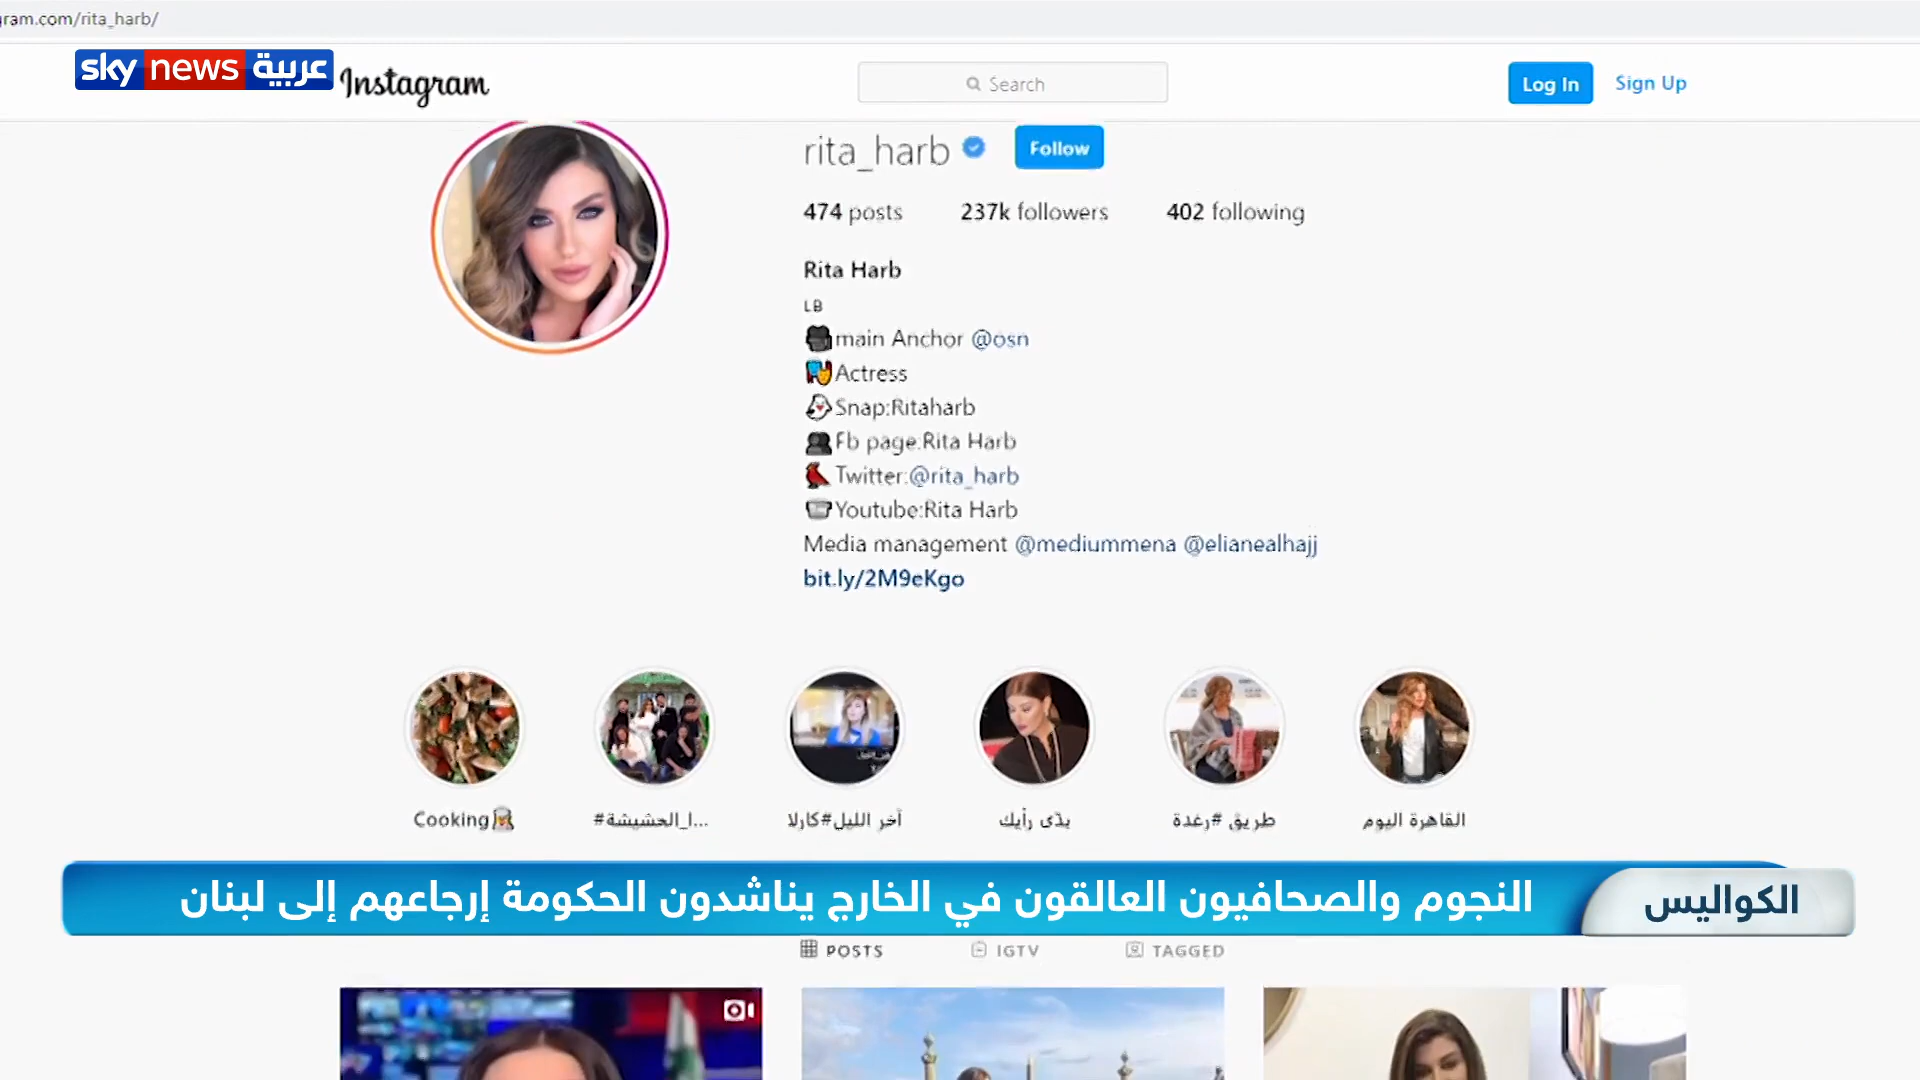 gram.com/rita_harb/
sky news عربية
Instagram
Search
Log In
Sign Up
rita_harb
Follow
474 posts
237k followers
402 following
Rita Harb
LB
main Anchor @osn
Actress
Snap:Ritaharb
Fb page:Rita Harb
Twitter:@rita_harb
Youtube:Rita Harb
Media management @mediummena @elianealhajj
bit.ly/2M9eKgo
Cooking
#ا_الحشيشة...
آخر الليل#كارلا
بدّى رأيك
طريق #رغدة
القاهرة اليوم
الكواليس
النجوم والصحافيون العالقون في الخارج يناشدون الحكومة إرجاعهم إلى لبنان
POSTS
IGTV
TAGGED